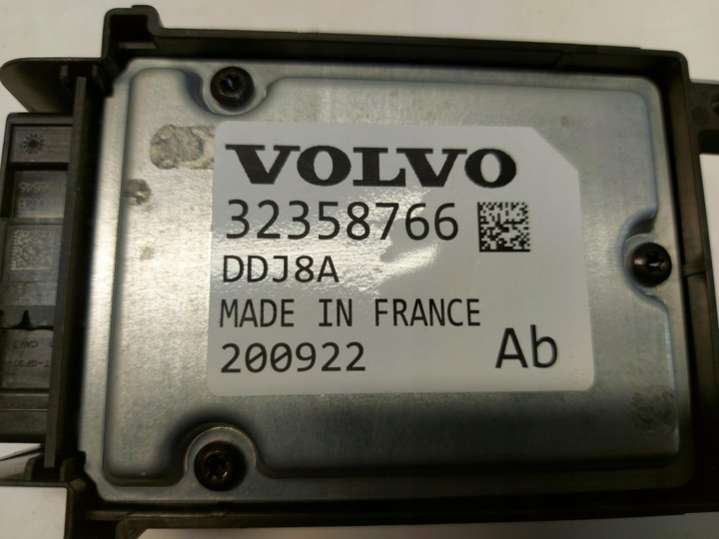 VOLVO
32358766
DDJ8A
MADE IN FRANCE
200922
Ab